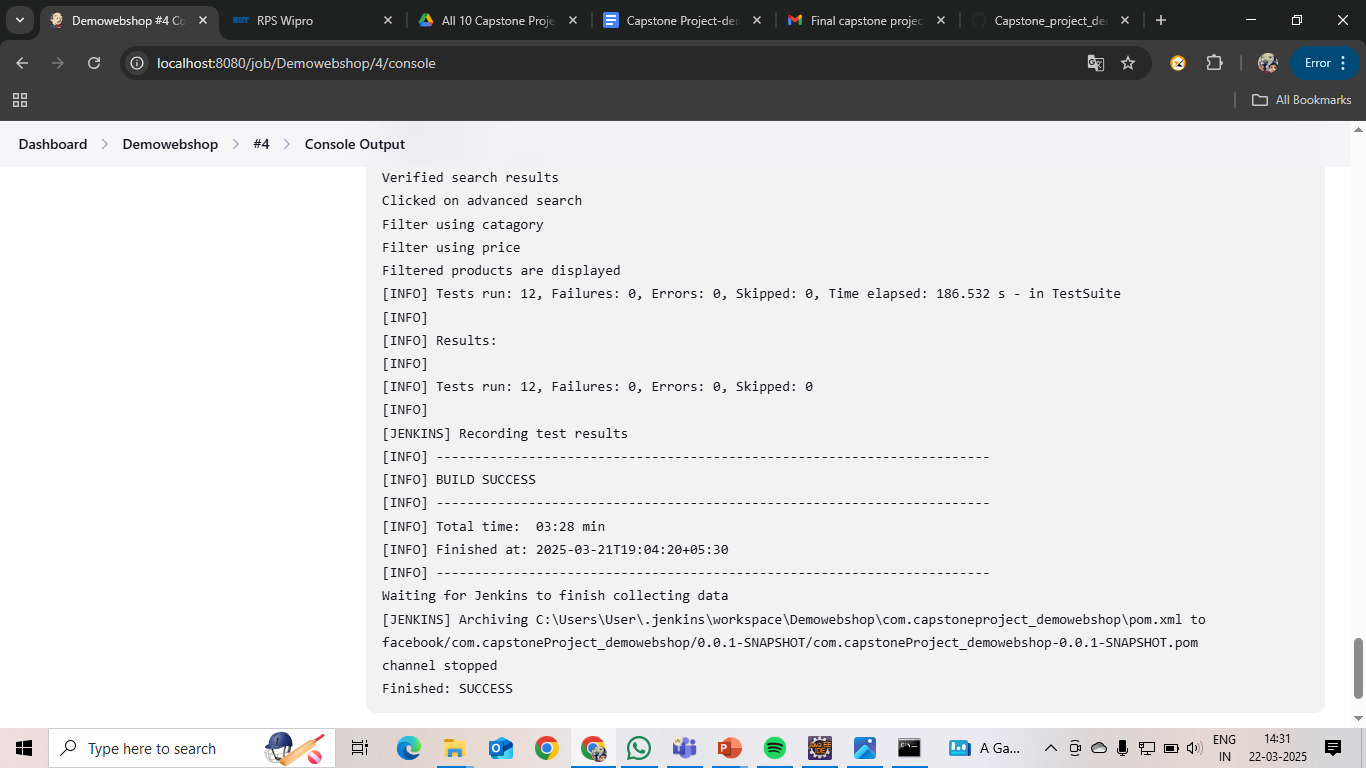 Demowebshop #4 Co
RPS Wipro
All 10 Capstone Proje
Capstone Project-der
Final capstone projec
Capstone_project_de
localhost:8080/job/Demowebshop/4/console
Error
All Bookmarks
Dashboard > Demowebshop > #4 > Console Output
Verified search results
Clicked on advanced search
Filter using catagory
Filter using price
Filtered products are displayed
[INFO] Tests run: 12, Failures: 0, Errors: 0, Skipped: 0, Time elapsed: 186.532 s - in TestSuite
[INFO]
[INFO] Results:
[INFO]
[INFO] Tests run: 12, Failures: 0, Errors: 0, Skipped: 0
[INFO]
[JENKINS] Recording test results
[INFO] ------------------------------------------------------------------------
[INFO] BUILD SUCCESS
[INFO] ------------------------------------------------------------------------
[INFO] Total time:  03:28 min
[INFO] Finished at: 2025-03-21T19:04:20+05:30
[INFO] ------------------------------------------------------------------------
Waiting for Jenkins to finish collecting data
[JENKINS] Archiving C:\Users\User\.jenkins\workspace\Demowebshop\com.capstoneproject_demowebshop\pom.xml to
facebook/com.capstoneProject_demowebshop/0.0.1-SNAPSHOT/com.capstoneProject_demowebshop-0.0.1-SNAPSHOT.pom
channel stopped
Finished: SUCCESS
Type here to search
A Ga...
ENG
IN
14:31
22-03-2025